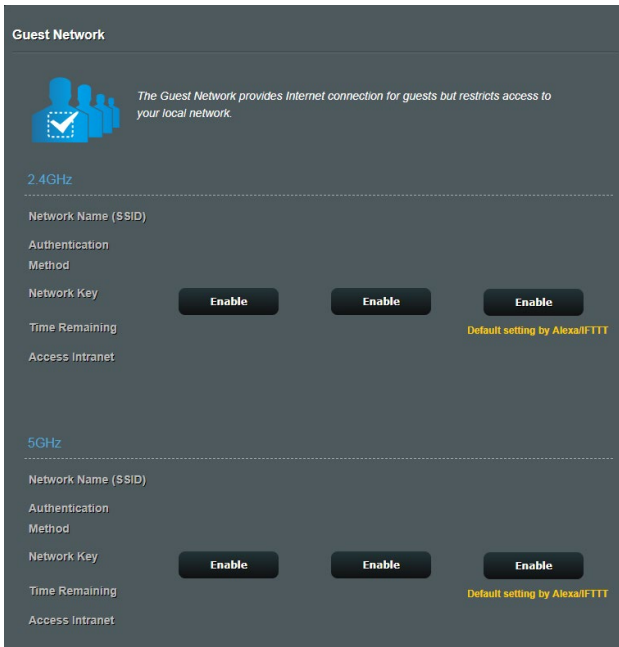 Guest Network
The Guest Network provides Internet connection for guests but restricts access to
your local network.
2.4GHz
Network Name (SSID)
Authentication
Method
Network Key
Enable
Enable
Enable
Time Remaining
Default setting by Alexa/IFTTT
Access Intranet
5GHz
Network Name (SSID)
Authentication
Method
Network Key
Enable
Enable
Enable
Time Remaining
Default setting by Alexa/IFTTT
Access Intranet